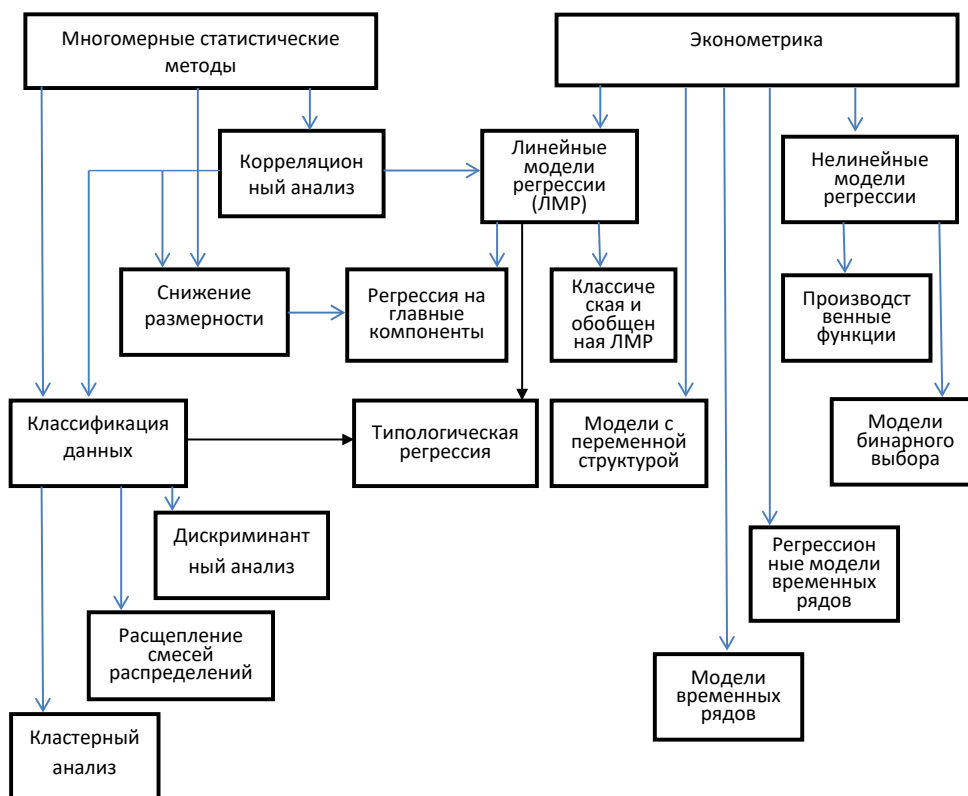 Многомерные статистические
методы
Эконометрика
Корреляцион
ный анализ
Линейные
модели
регрессии
(ЛМР)
Нелинейные
модели
регрессии
Снижение
размерности
Регрессия на
главные
компоненты
Классиче
ская и
обобщен
ная ЛМР
Производст
венные
функции
Классификация
данных
Типологическая
регрессия
Модели с
переменной
структурой
Модели
бинарного
выбора
Дискриминант
ный анализ
Регрессион
ные модели
временных
рядов
Расщепление
смесей
распределений
Модели
временных
рядов
Кластерный
анализ